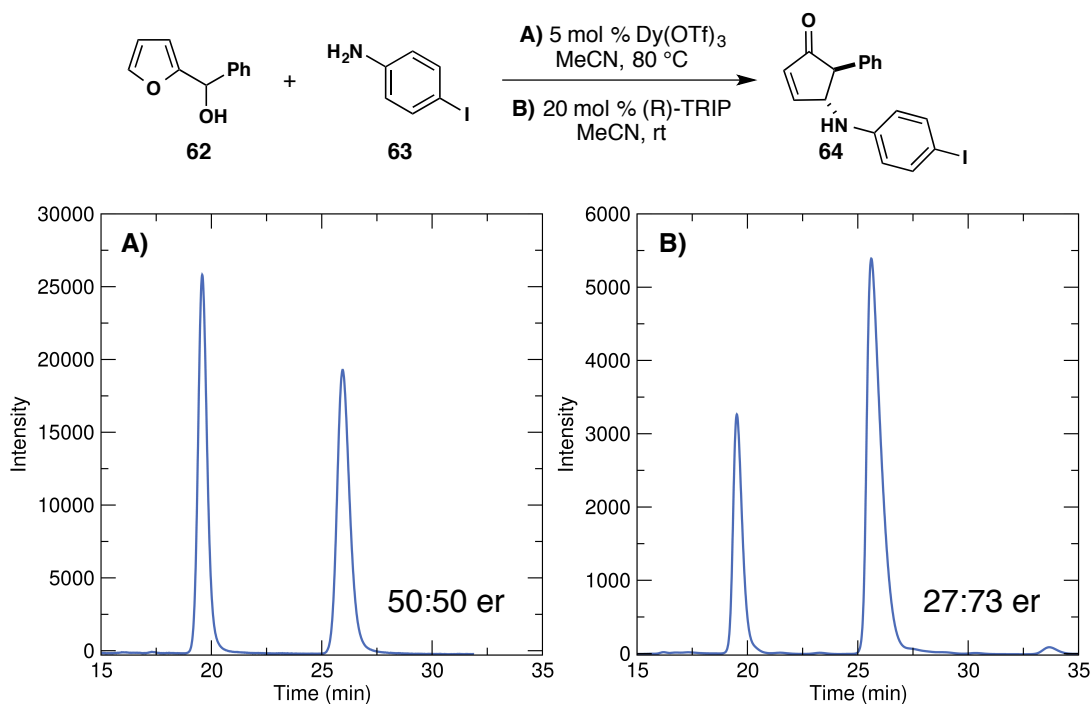 O
Ph
OH
62
+
H2N
I
63
A) 5 mol % Dy(OTf)3
MeCN, 80 °C
B) 20 mol % (R)-TRIP
MeCN, rt
O
Ph
HN
I
64
A)
Intensity
30000
25000
20000
15000
10000
5000
0
15 20 25 30 35
Time (min)
50:50 er
B)
Intensity
6000
5000
4000
3000
2000
1000
0
15 20 25 30 35
Time (min)
27:73 er